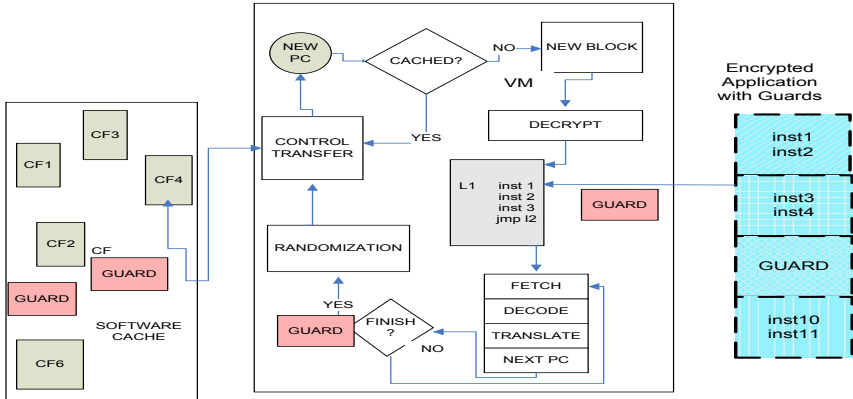 NEW
PC
CACHED?
NO
NEW BLOCK
VM
Encrypted
Application
with Guards
CF3
CF1
CF4
CONTROL
TRANSFER
YES
DECRYPT
inst1
inst2
L1 inst 1
inst 2
inst 3
jmp l2
GUARD
inst3
inst4
CF2
CF
GUARD
RANDOMIZATION
GUARD
GUARD
FETCH
DECODE
TRANSLATE
NEXT PC
YES
GUARD
FINISH
?
NO
SOFTWARE
CACHE
inst10
inst11
CF6